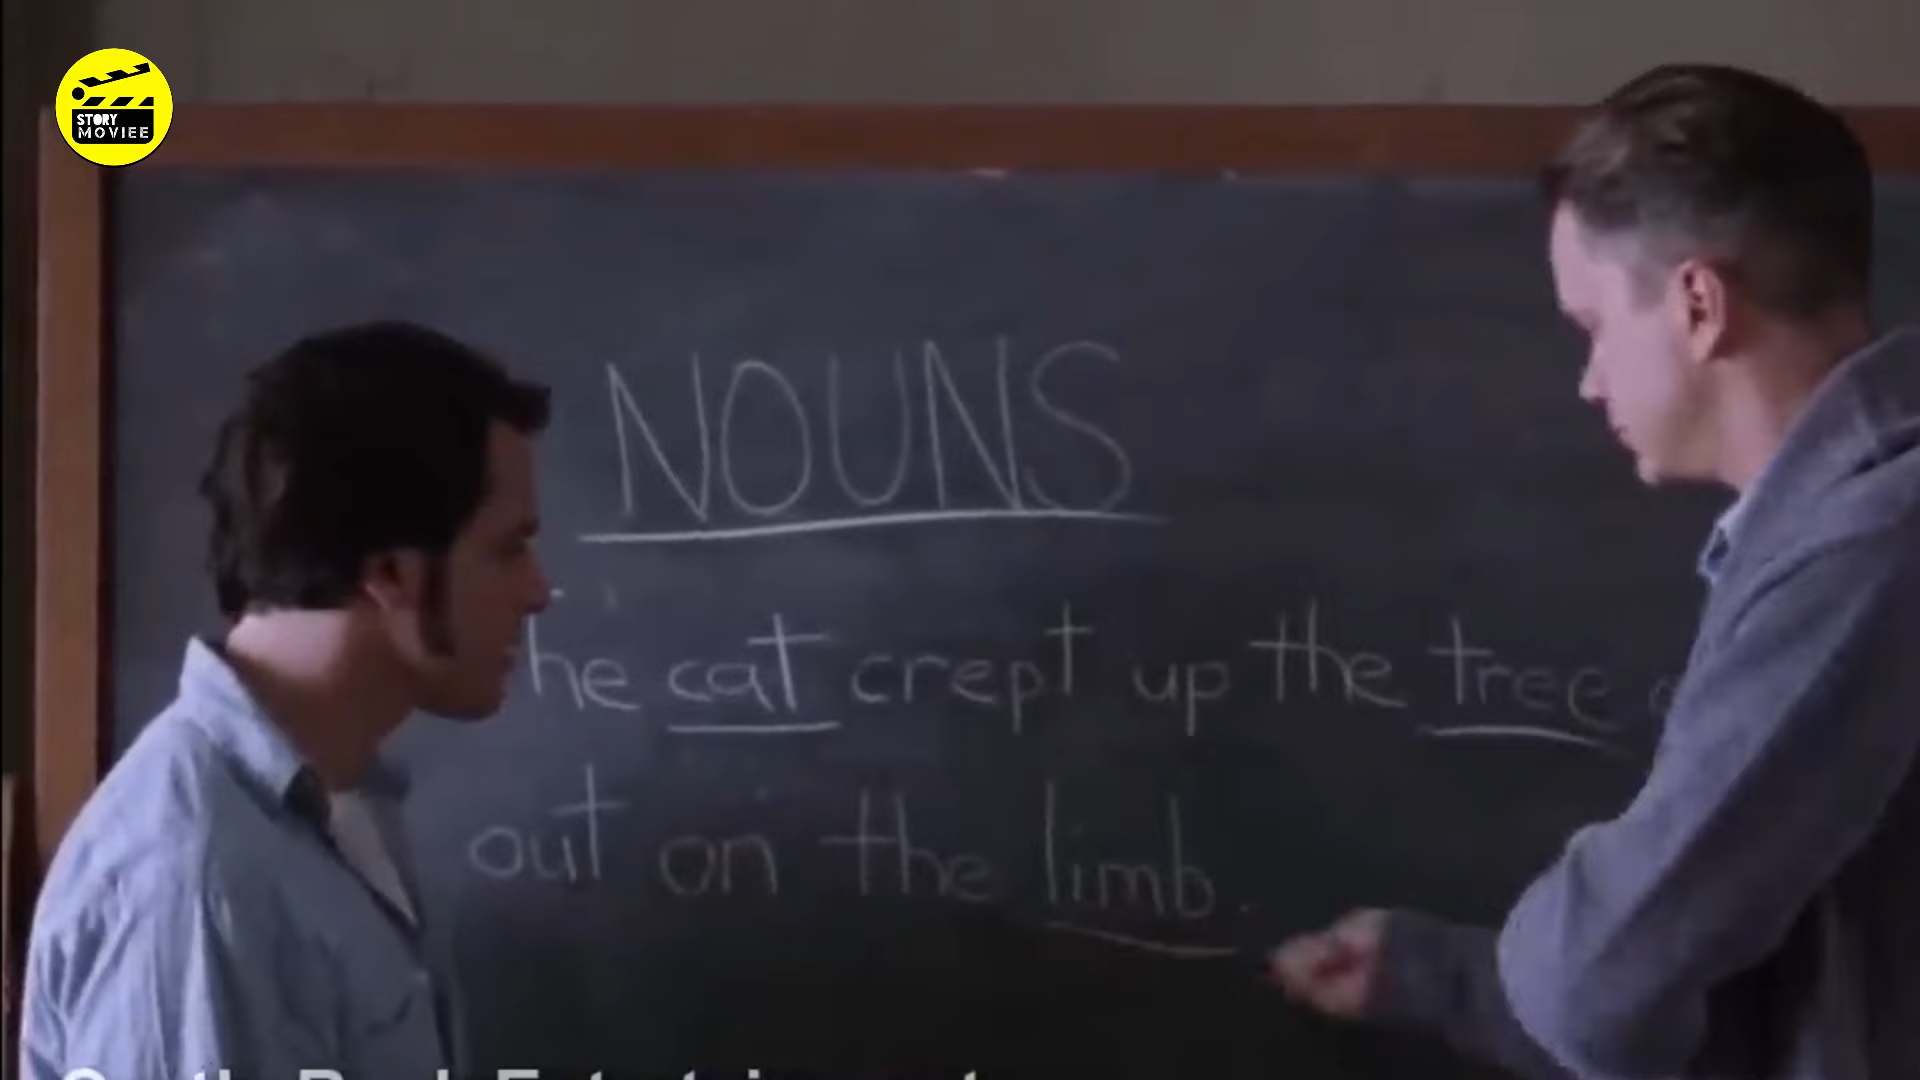 STORY
MOVIEE
NOUNS
he cat crept up the tree
out on the limb.